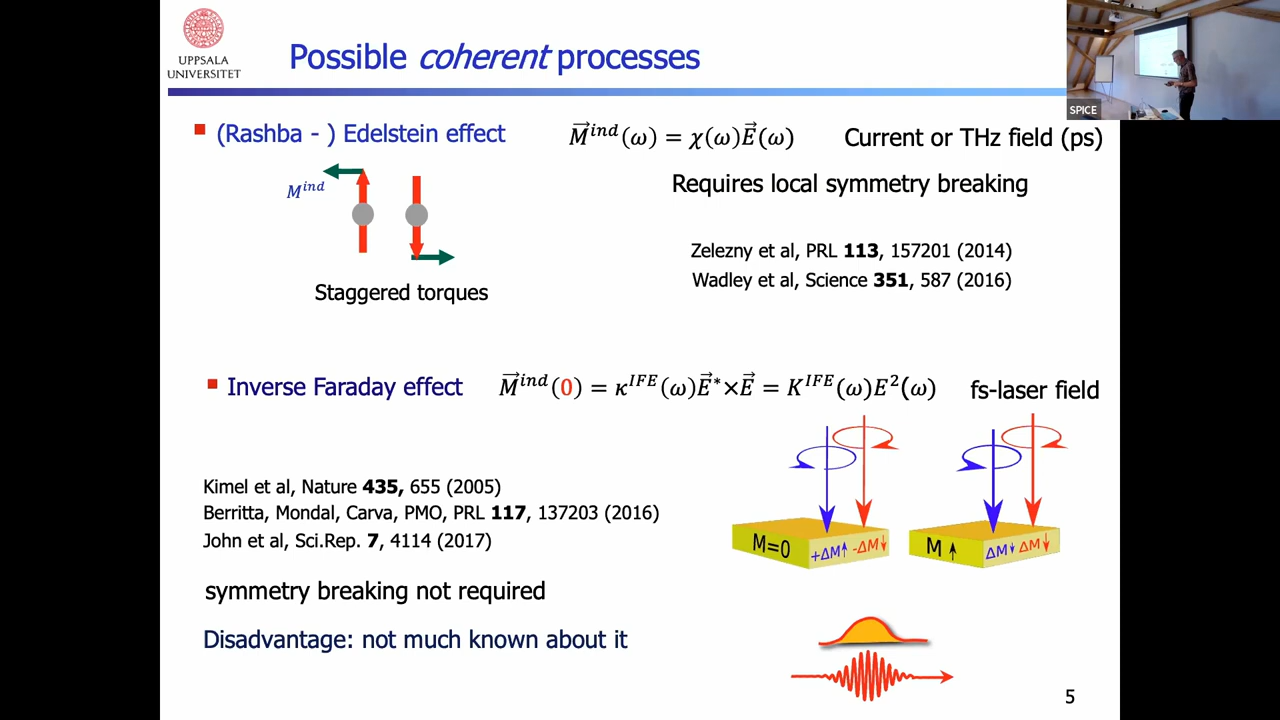 UPPSALA
UNIVERSITET
Possible coherent processes
SPICE
(Rashba - ) Edelstein effect
M⃗^{ind}(ω) = χ(ω)E⃗(ω)
Current or THz field (ps)
M^{ind}
Requires local symmetry breaking
Zelezny et al, PRL 113, 157201 (2014)
Wadley et al, Science 351, 587 (2016)
Staggered torques
Inverse Faraday effect
M⃗^{ind}(0) = κ^{IFE}(ω)E⃗*×E⃗ = K^{IFE}(ω)E²(ω)
fs-laser field
Kimel et al, Nature 435, 655 (2005)
Berritta, Mondal, Carva, PMO, PRL 117, 137203 (2016)
John et al, Sci.Rep. 7, 4114 (2017)
M=0
+ΔM↑ -ΔM↓
M ↑
ΔM↓ ΔM↓
symmetry breaking not required
Disadvantage: not much known about it
5